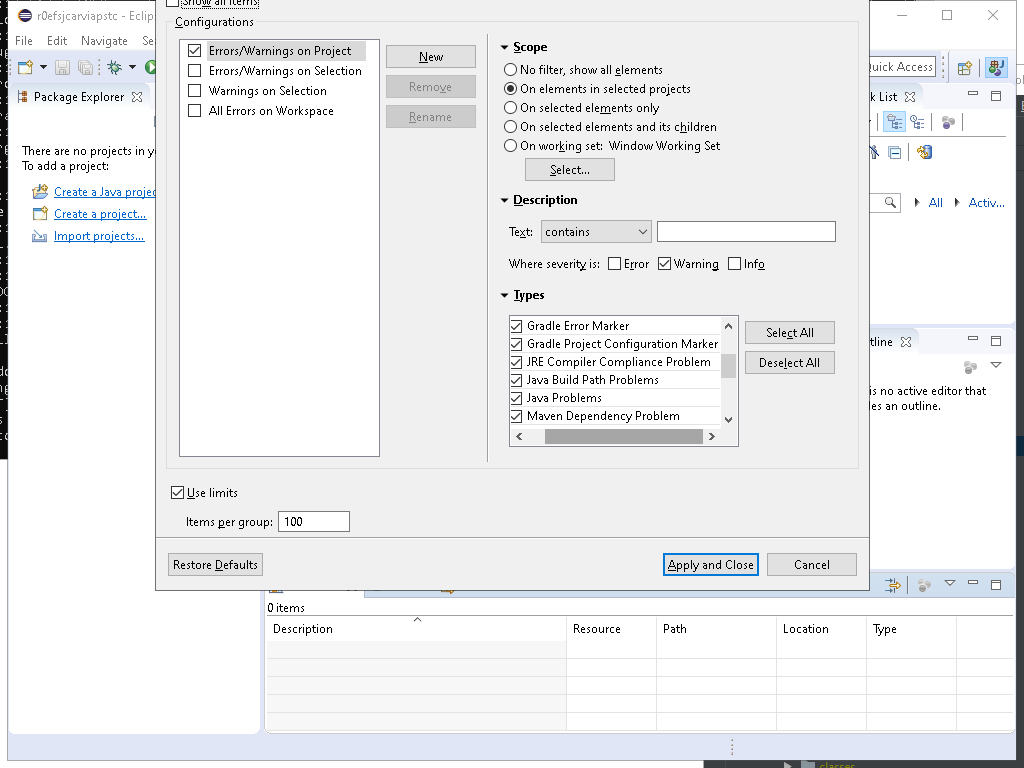 r0efsjcarviapstc - Eclip
Show all items
File Edit Navigate Se
Configurations
Errors/Warnings on Project
Errors/Warnings on Selection
Warnings on Selection
All Errors on Workspace
New
Remove
Rename
Scope
No filter, show all elements
On elements in selected projects
On selected elements only
On selected elements and its children
On working set: Window Working Set
Select...
Description
Text: contains
Where severity is: Error Warning Info
Types
Gradle Error Marker
Gradle Project Configuration Marker
JRE Compiler Compliance Problem
Java Build Path Problems
Java Problems
Maven Dependency Problem
Select All
Deselect All
Use limits
Items per group: 100
Restore Defaults
Apply and Close
Cancel
Quick Access
Package Explorer
There are no projects in y
To add a project:
Create a Java projec
Create a project...
Import projects...
k List
All Activ...
tline
is no active editor that
es an outline.
0 items
Description Resource Path Location Type
classes